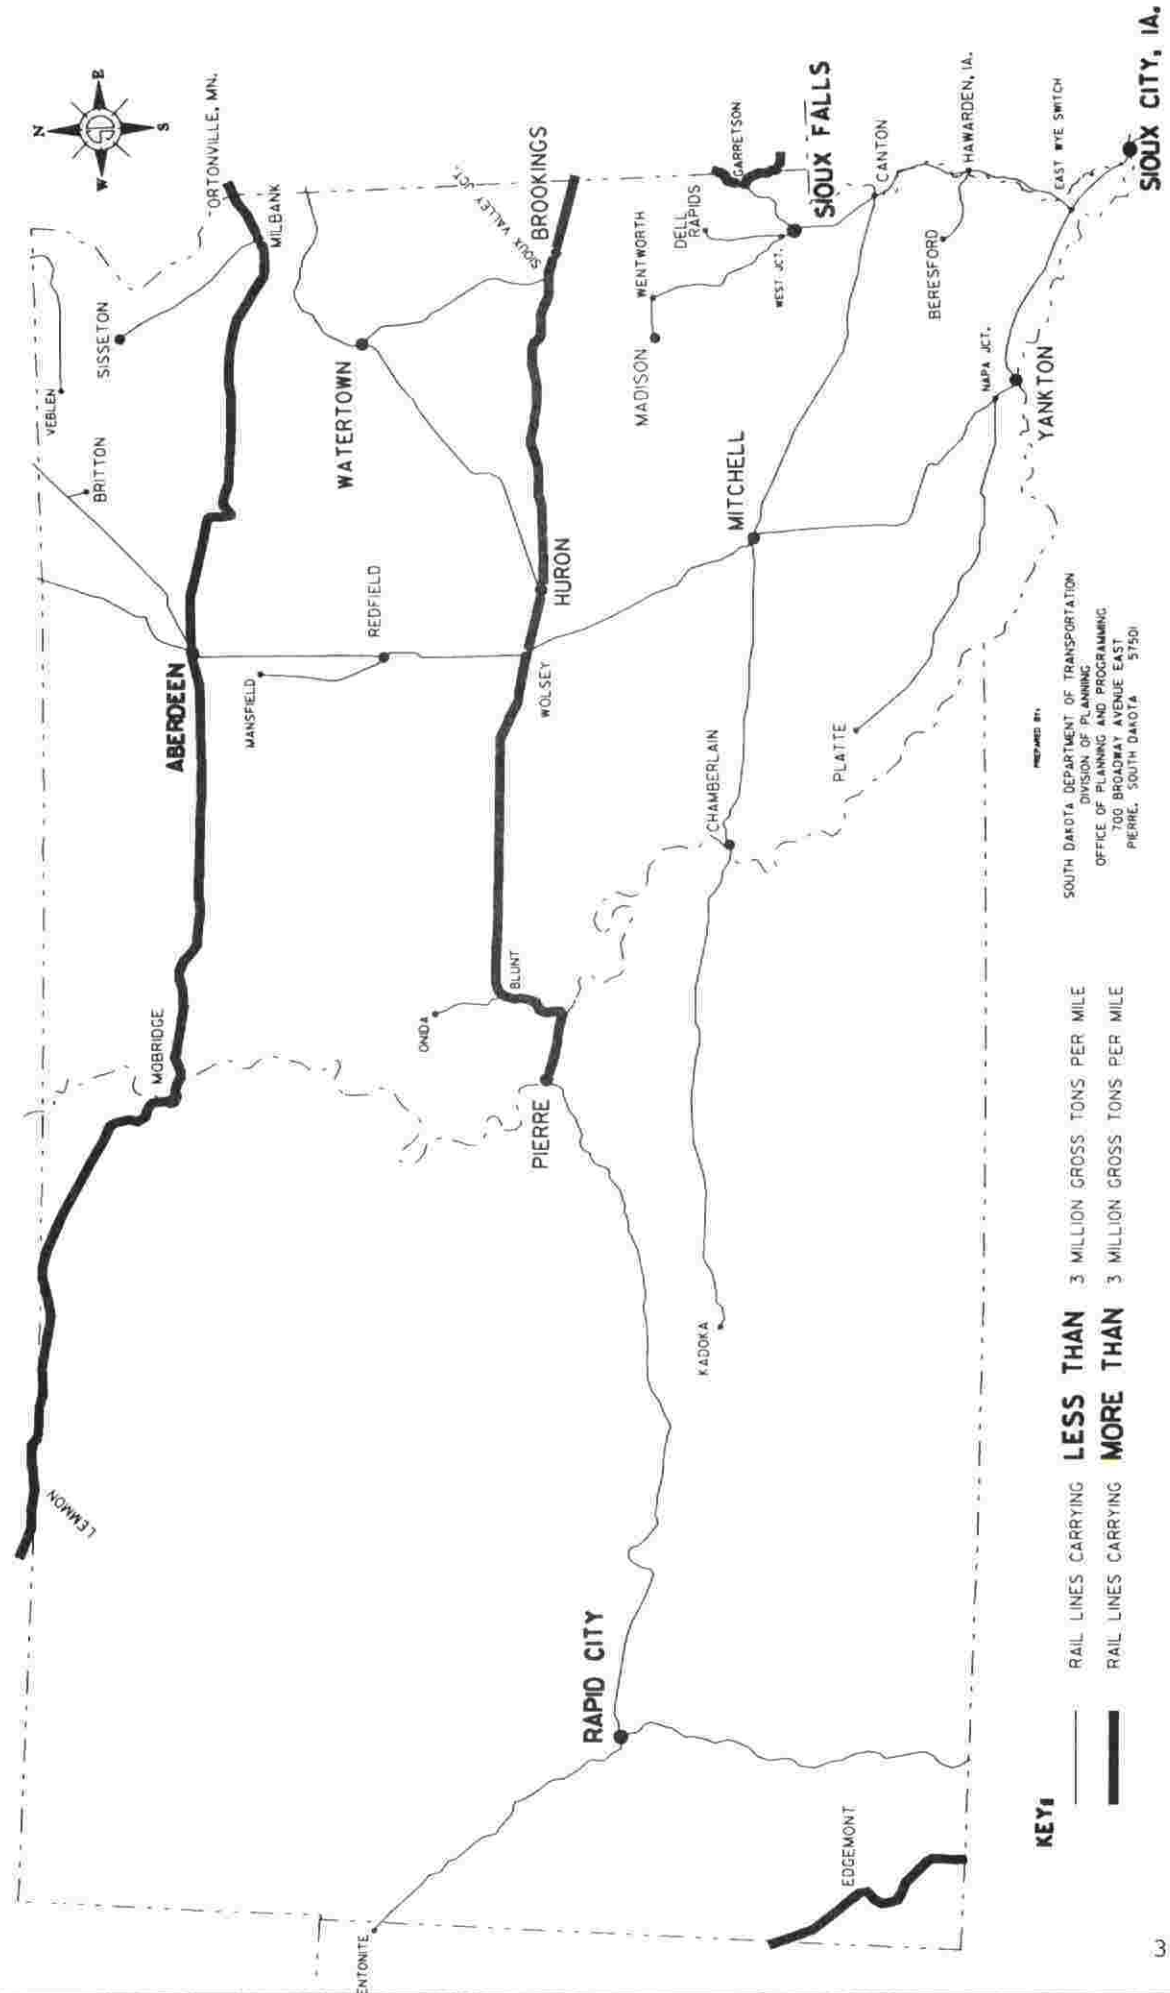 N
W
E
S
VEBLEN
BRITTON
SISSETON
ORTONVILLE, MN.
MILBANK
LEMMON
MOBRIDGE
ABERDEEN
MANSFIELD
REDFIELD
WATERTOWN
SIOUX VALLEY JCT.
BROOKINGS
ONIDA
BLUNT
PIERRE
WOLSEY
HURON
MADISON
WENTWORTH
DELL
RAPIDS
GARRETSON
WEST JCT.
SIOUX FALLS
MITCHELL
CHAMBERLAIN
KADOKA
PLATTE
CANTON
BERESFORD
HAWARDEN, IA.
NAPA JCT.
YANKTON
EAST WYE SWITCH
SIOUX CITY, IA.
RAPID CITY
ENTONITE
EDGEMONT
KEY:
RAIL LINES CARRYING LESS THAN 3 MILLION GROSS TONS PER MILE
RAIL LINES CARRYING MORE THAN 3 MILLION GROSS TONS PER MILE
PREPARED BY:
SOUTH DAKOTA DEPARTMENT OF TRANSPORTATION
DIVISION OF PLANNING
OFFICE OF PLANNING AND PROGRAMMING
700 BROADWAY AVENUE EAST
PIERRE, SOUTH DAKOTA 57501
3